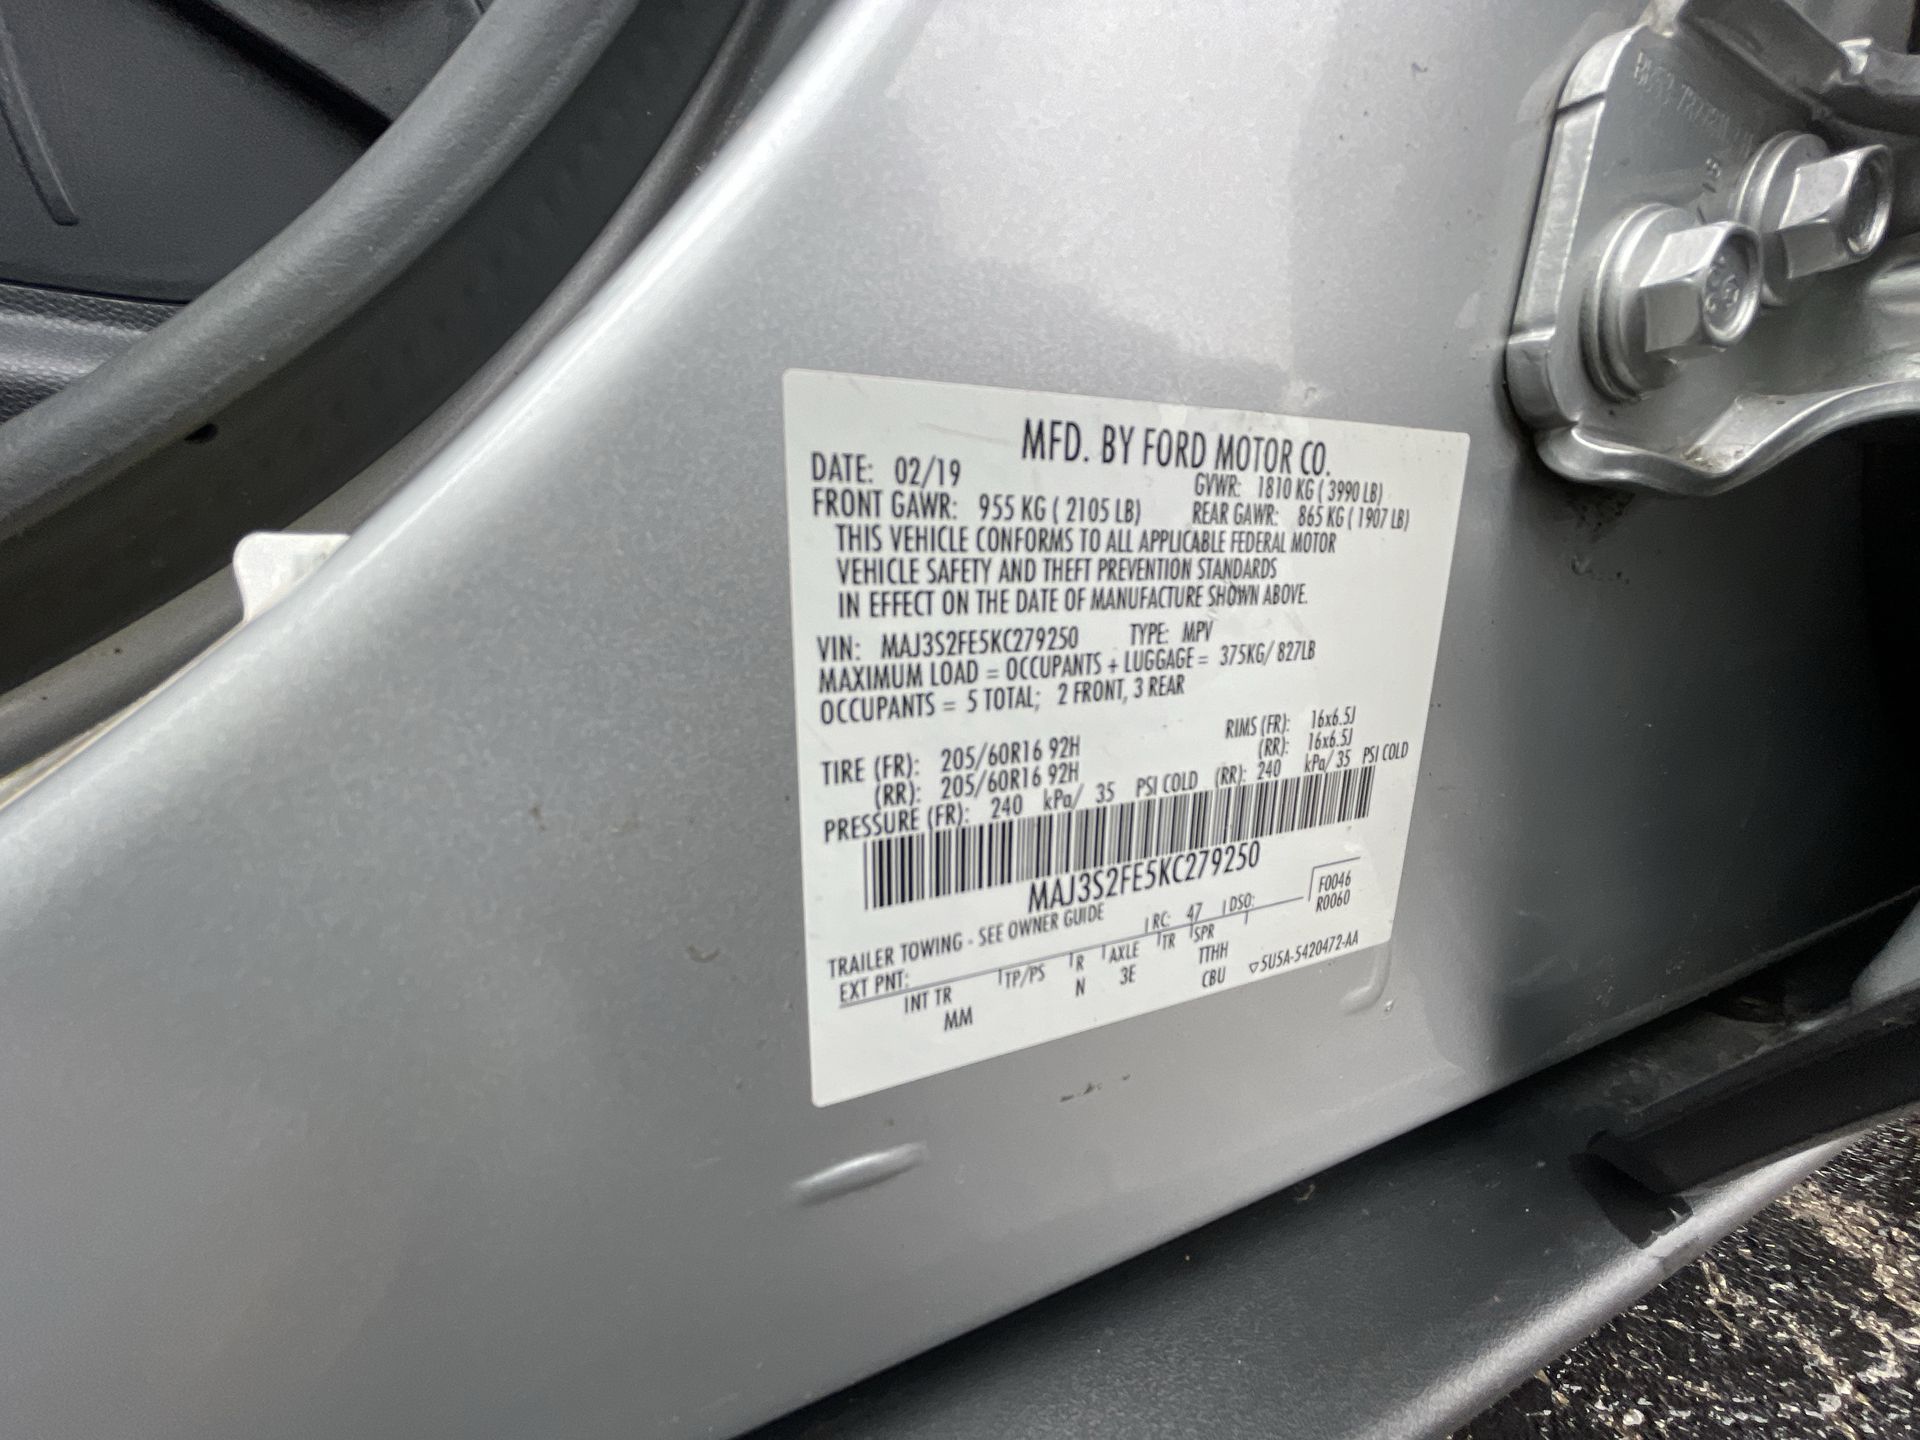 MFD. BY FORD MOTOR CO.
DATE: 02/19 GVWR: 1810 KG ( 3990 LB)
FRONT GAWR: 955 KG ( 2105 LB) REAR GAWR: 865 KG ( 1907 LB)
THIS VEHICLE CONFORMS TO ALL APPLICABLE FEDERAL MOTOR
VEHICLE SAFETY AND THEFT PREVENTION STANDARDS
IN EFFECT ON THE DATE OF MANUFACTURE SHOWN ABOVE.
VIN: MAJ3S2FE5KC279250 TYPE: MPV
MAXIMUM LOAD = OCCUPANTS + LUGGAGE = 375KG/ 827LB
OCCUPANTS = 5 TOTAL; 2 FRONT, 3 REAR
TIRE (FR): 205/60R16 92H RIMS (FR): 16x6.5J
(RR): 205/60R16 92H (RR): 16x6.5J
PRESSURE (FR): 240 kPa/ 35 PSI COLD (RR): 240 kPa/ 35 PSI COLD
MAJ3S2FE5KC279250
F0046
TRAILER TOWING - SEE OWNER GUIDE RC: 47 DSO: R0060
EXT PNT: INT TR TP/PS R AXLE TR SPR
MM N 3E TTHH
CBU 5U5A-5420472-AA